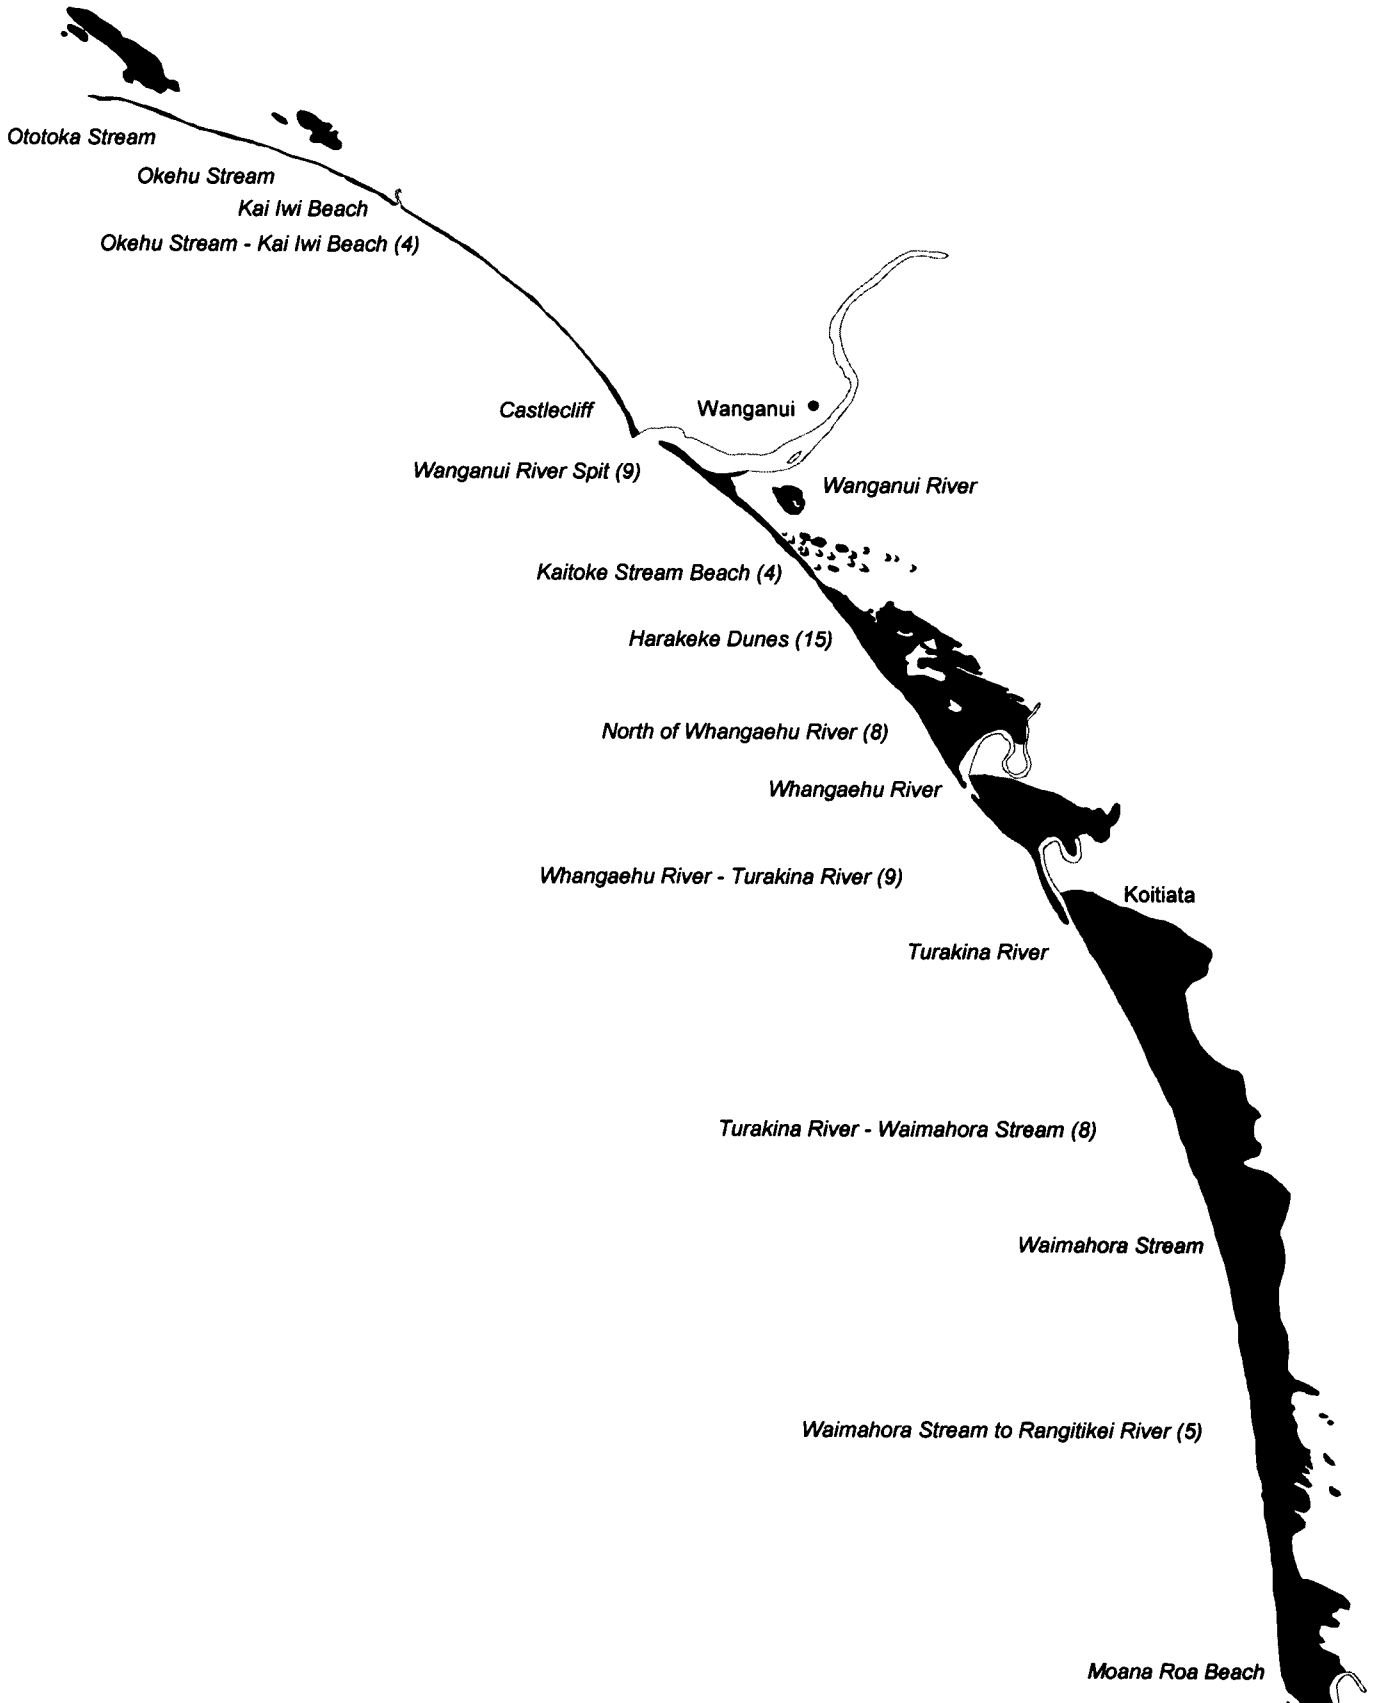 Ototoka Stream
Okehu Stream
Kai Iwi Beach
Okehu Stream - Kai Iwi Beach (4)
Castlecliff
Wanganui
Wanganui River Spit (9)
Wanganui River
Kaitoke Stream Beach (4)
Harakeke Dunes (15)
North of Whangaehu River (8)
Whangaehu River
Whangaehu River - Turakina River (9)
Koitiata
Turakina River
Turakina River - Waimahora Stream (8)
Waimahora Stream
Waimahora Stream to Rangitikei River (5)
Moana Roa Beach